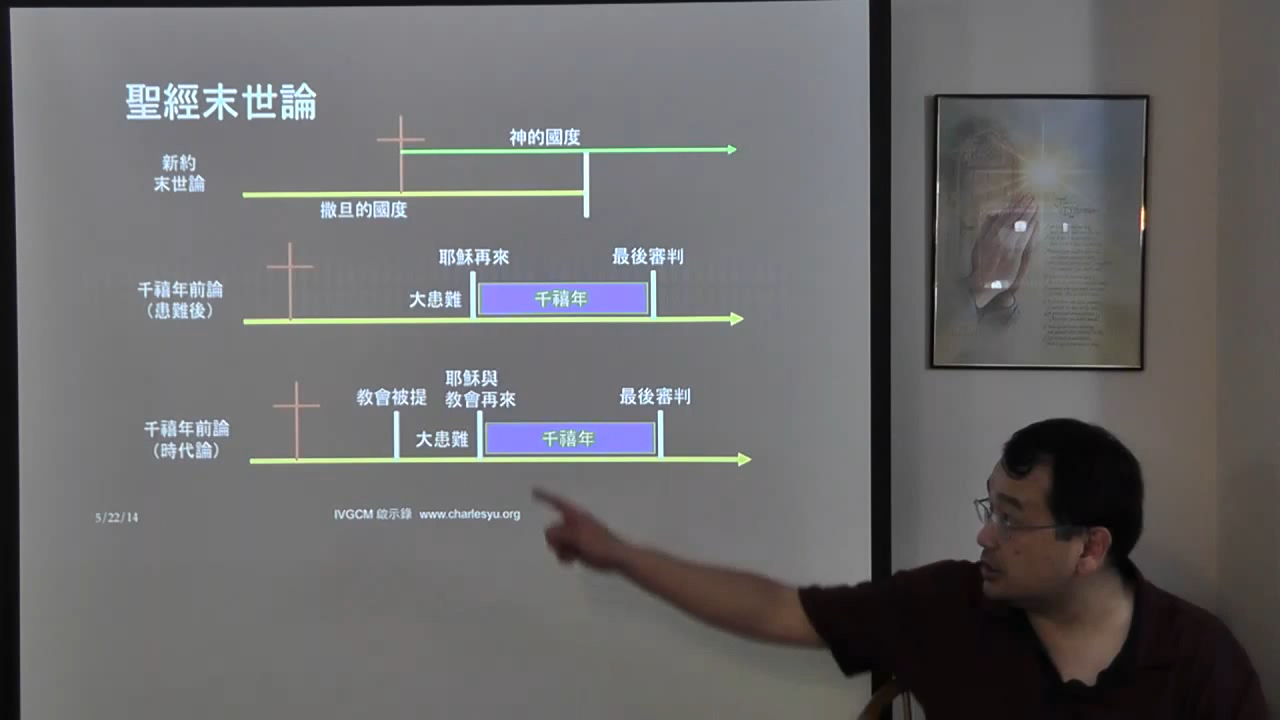 聖經末世論
神的國度
新約
末世論
撒旦的國度
耶穌再來
最後審判
千禧年前論
(患難後)
大患難
千禧年
耶穌與
教會被提
教會再來
最後審判
千禧年前論
(時代論)
大患難
千禧年
5/22/14
IVGCM 啟示錄 www.charlesyu.org